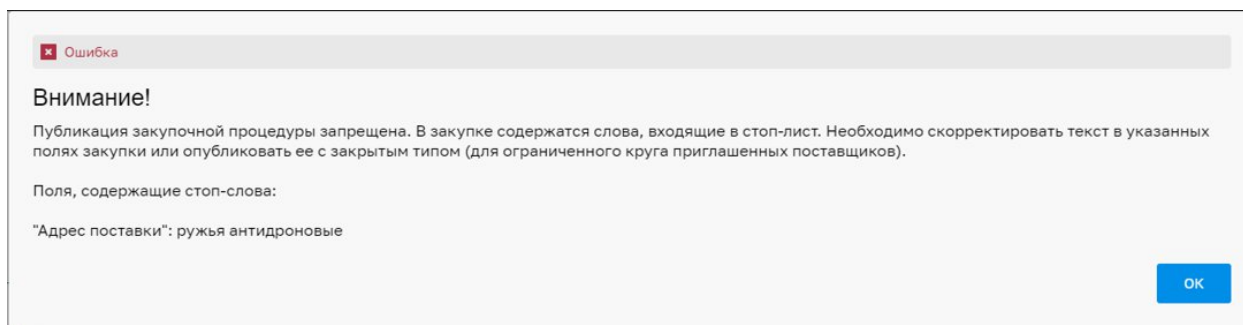 Ошибка
Внимание!
Публикация закупочной процедуры запрещена. В закупке содержатся слова, входящие в стоп-лист. Необходимо скорректировать текст в указанных
полях закупки или опубликовать ее с закрытым типом (для ограниченного круга приглашенных поставщиков).
Поля, содержащие стоп-слова:
"Адрес поставки": ружья антидроновые
ОК